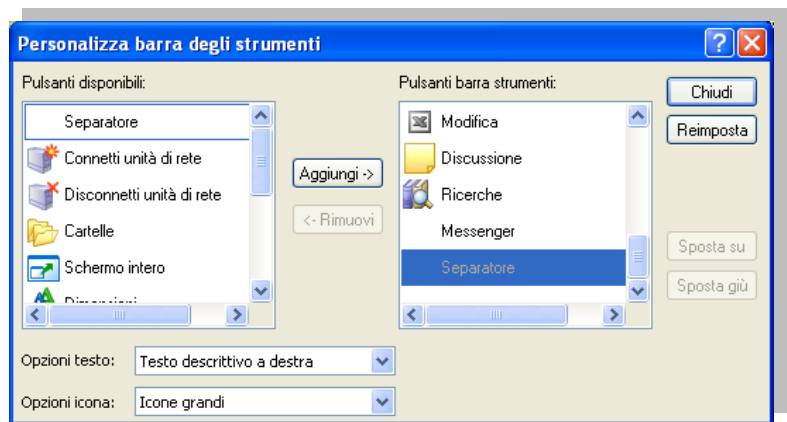 Personalizza barra degli strumenti
Pulsanti disponibili:
Separatore
Connetti unità di rete
Disconnetti unità di rete
Cartelle
Schermo intero
Dimensioni
Aggiungi ->
<- Rimuovi
Pulsanti barra strumenti:
Modifica
Discussione
Ricerche
Messenger
Separatore
Chiudi
Reimposta
Sposta su
Sposta giù
Opzioni testo: Testo descrittivo a destra
Opzioni icona: Icone grandi